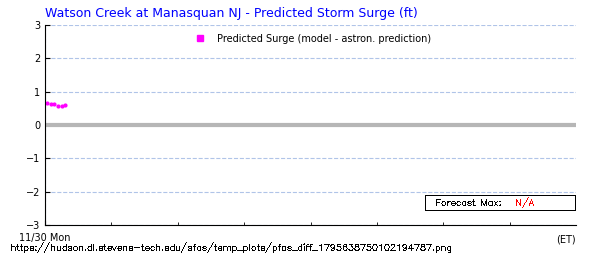 Watson Creek at Manasquan NJ - Predicted Storm Surge (ft)
3
Predicted Surge (model - astron. prediction)
2
1
0
−1
−2
Forecast Max: N/A
−3
11/30 Mon
(ET)
https://hudson.dl.stevens-tech.edu/sfas/temp_plots/pfas_diff_1795638750102194787.png